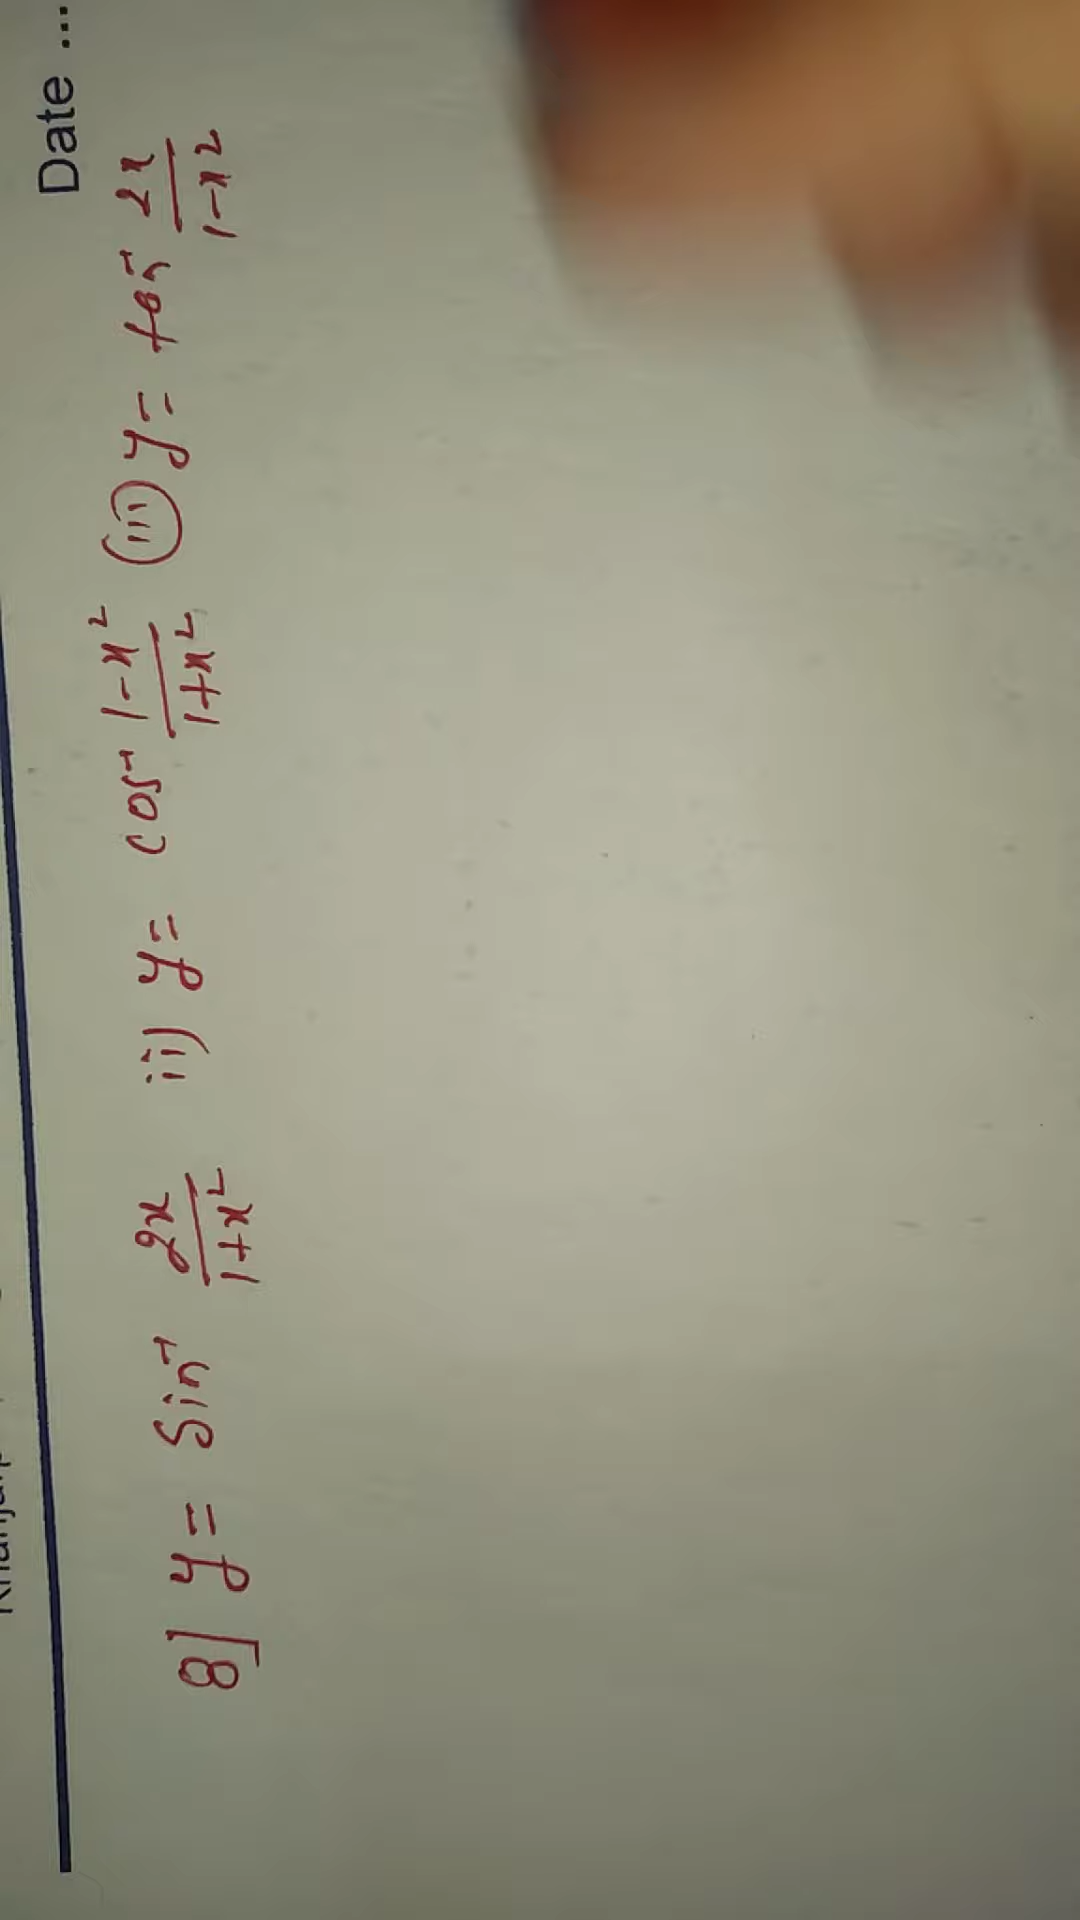 Date ...
8] y = Sin⁻¹ 2x/1+x² ii) y = cos⁻¹ 1-x²/1+x² (iii) y = tan⁻¹ 2x/1-x²